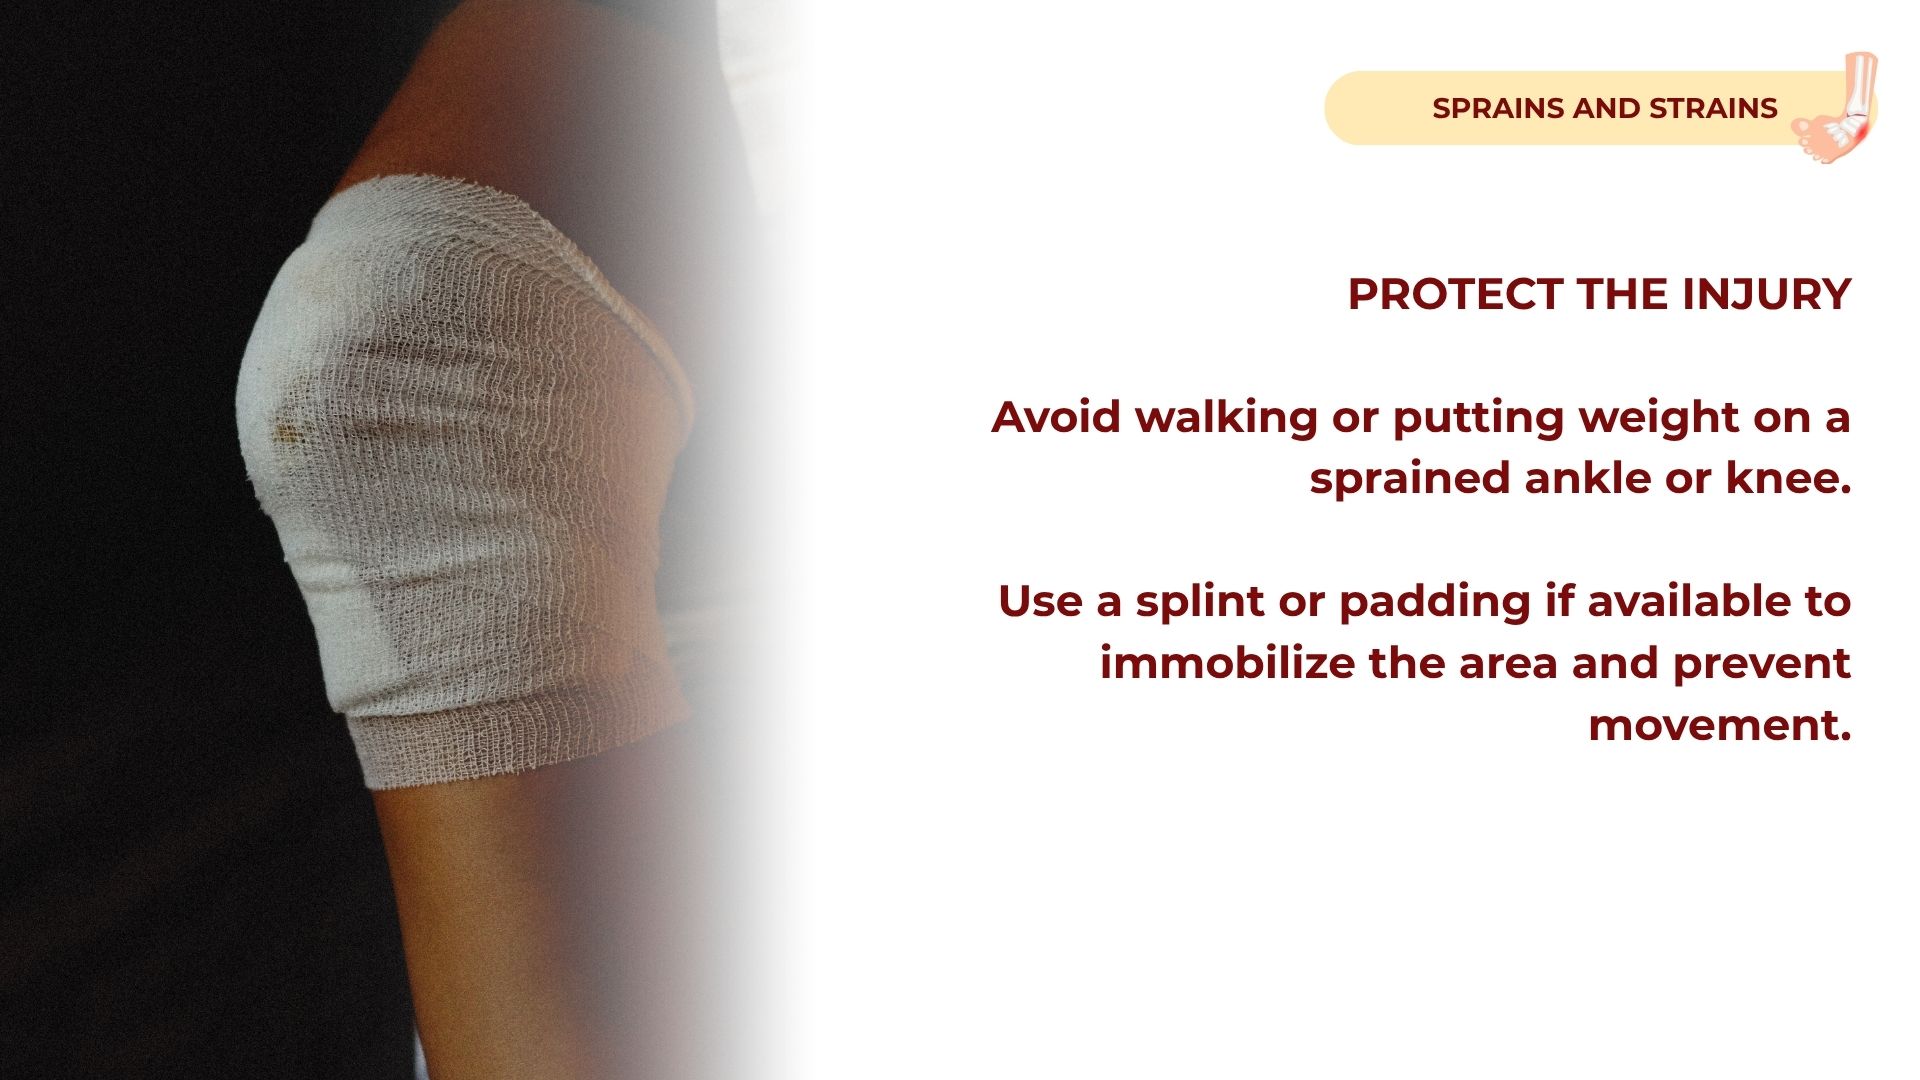 SPRAINS AND STRAINS
PROTECT THE INJURY
Avoid walking or putting weight on a
sprained ankle or knee.
Use a splint or padding if available to
immobilize the area and prevent
movement.